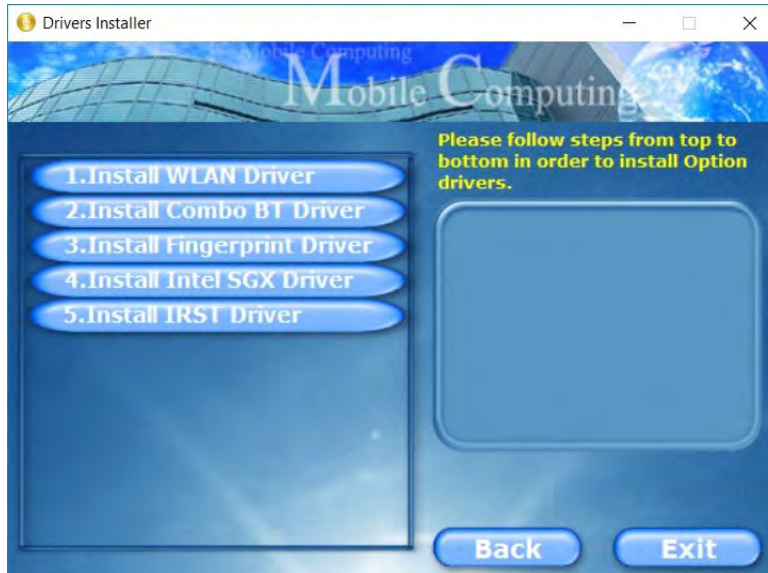 Drivers Installer
Mobile Computing
Mobile Computing
Please follow steps from top to
bottom in order to install Option
drivers.
1.Install WLAN Driver
2.Install Combo BT Driver
3.Install Fingerprint Driver
4.Install Intel SGX Driver
5.Install IRST Driver
Back
Exit